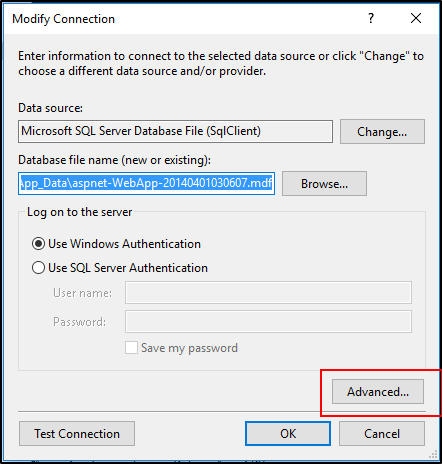 Modify Connection
Enter information to connect to the selected data source or click "Change" to
choose a different data source and/or provider.
Data source:
Microsoft SQL Server Database File (SqlClient)
Change...
Database file name (new or existing):
App_Data\aspnet-WebApp-20140401030607.mdf
Browse...
Log on to the server
Use Windows Authentication
Use SQL Server Authentication
User name:
Password:
Save my password
Advanced...
Test Connection
OK
Cancel